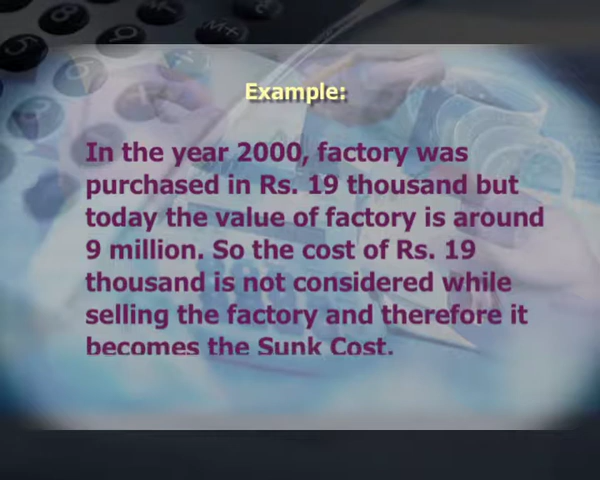 Example:
In the year 2000, factory was
purchased in Rs. 19 thousand but
today the value of factory is around
9 million. So the cost of Rs. 19
thousand is not considered while
selling the factory and therefore it
becomes the Sunk Cost.